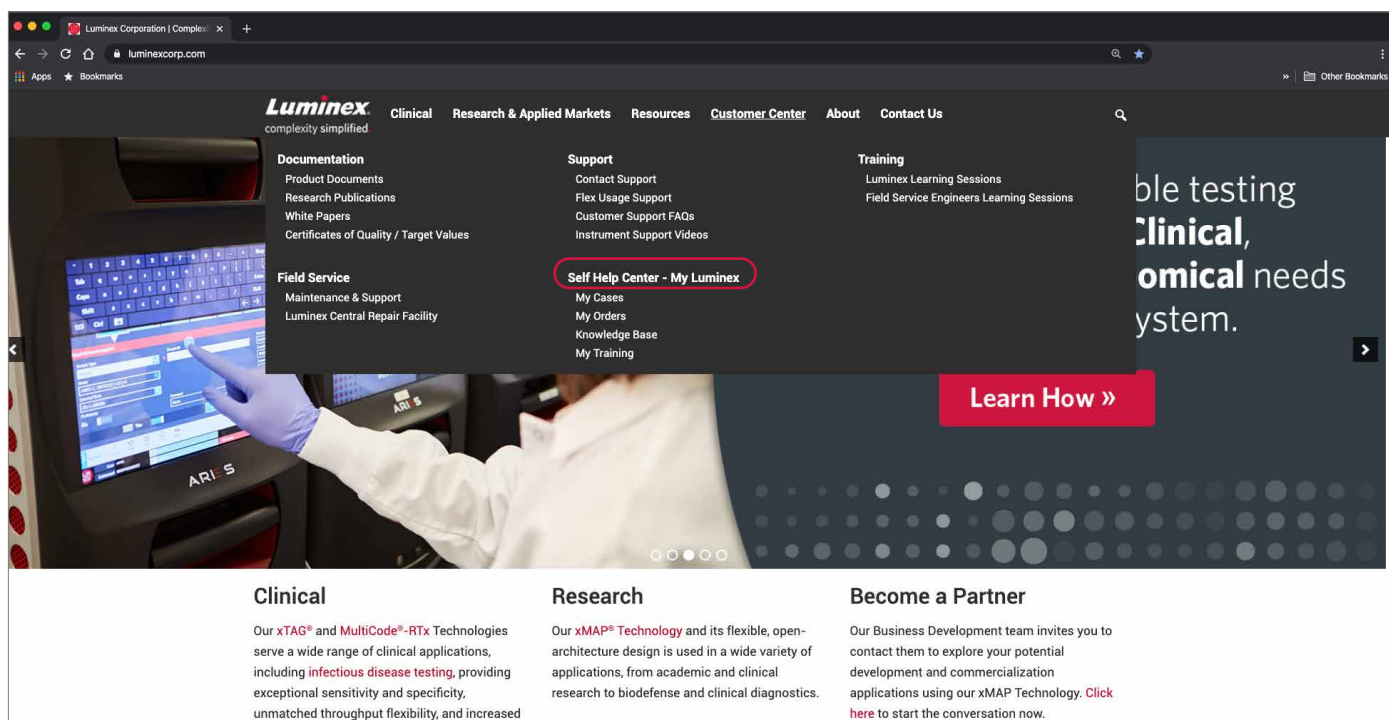 Luminex Corporation | Complexi
luminexcorp.com
Apps
Bookmarks
»
Other Bookmarks
Luminex
complexity simplified.
Clinical
Research & Applied Markets
Resources
Customer Center
About
Contact Us
Documentation
Product Documents
Research Publications
White Papers
Certificates of Quality / Target Values
Support
Contact Support
Flex Usage Support
Customer Support FAQs
Instrument Support Videos
Training
Luminex Learning Sessions
Field Service Engineers Learning Sessions
Field Service
Maintenance & Support
Luminex Central Repair Facility
Self Help Center - My Luminex
My Cases
My Orders
Knowledge Base
My Training
ble testing
Clinical,
omical needs
ystem.
Learn How »
ARIES
ARIES
Clinical
Our xTAG® and MultiCode®-RTx Technologies
serve a wide range of clinical applications,
including infectious disease testing, providing
exceptional sensitivity and specificity,
unmatched throughput flexibility, and increased
Research
Our xMAP® Technology and its flexible, open-
architecture design is used in a wide variety of
applications, from academic and clinical
research to biodefense and clinical diagnostics.
Become a Partner
Our Business Development team invites you to
contact them to explore your potential
development and commercialization
applications using our xMAP Technology. Click
here to start the conversation now.